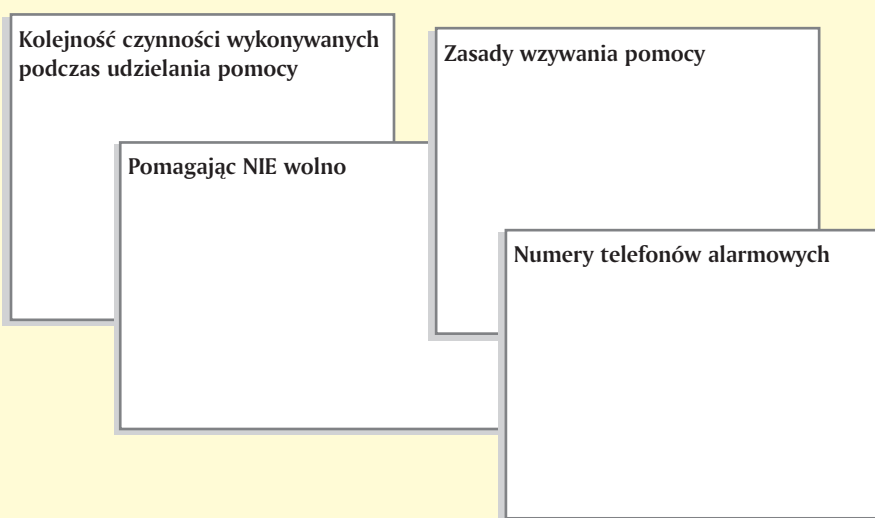 Kolejność czynności wykonywanych
podczas udzielania pomocy
Zasady wzywania pomocy
Pomagając NIE wolno
Numery telefonów alarmowych